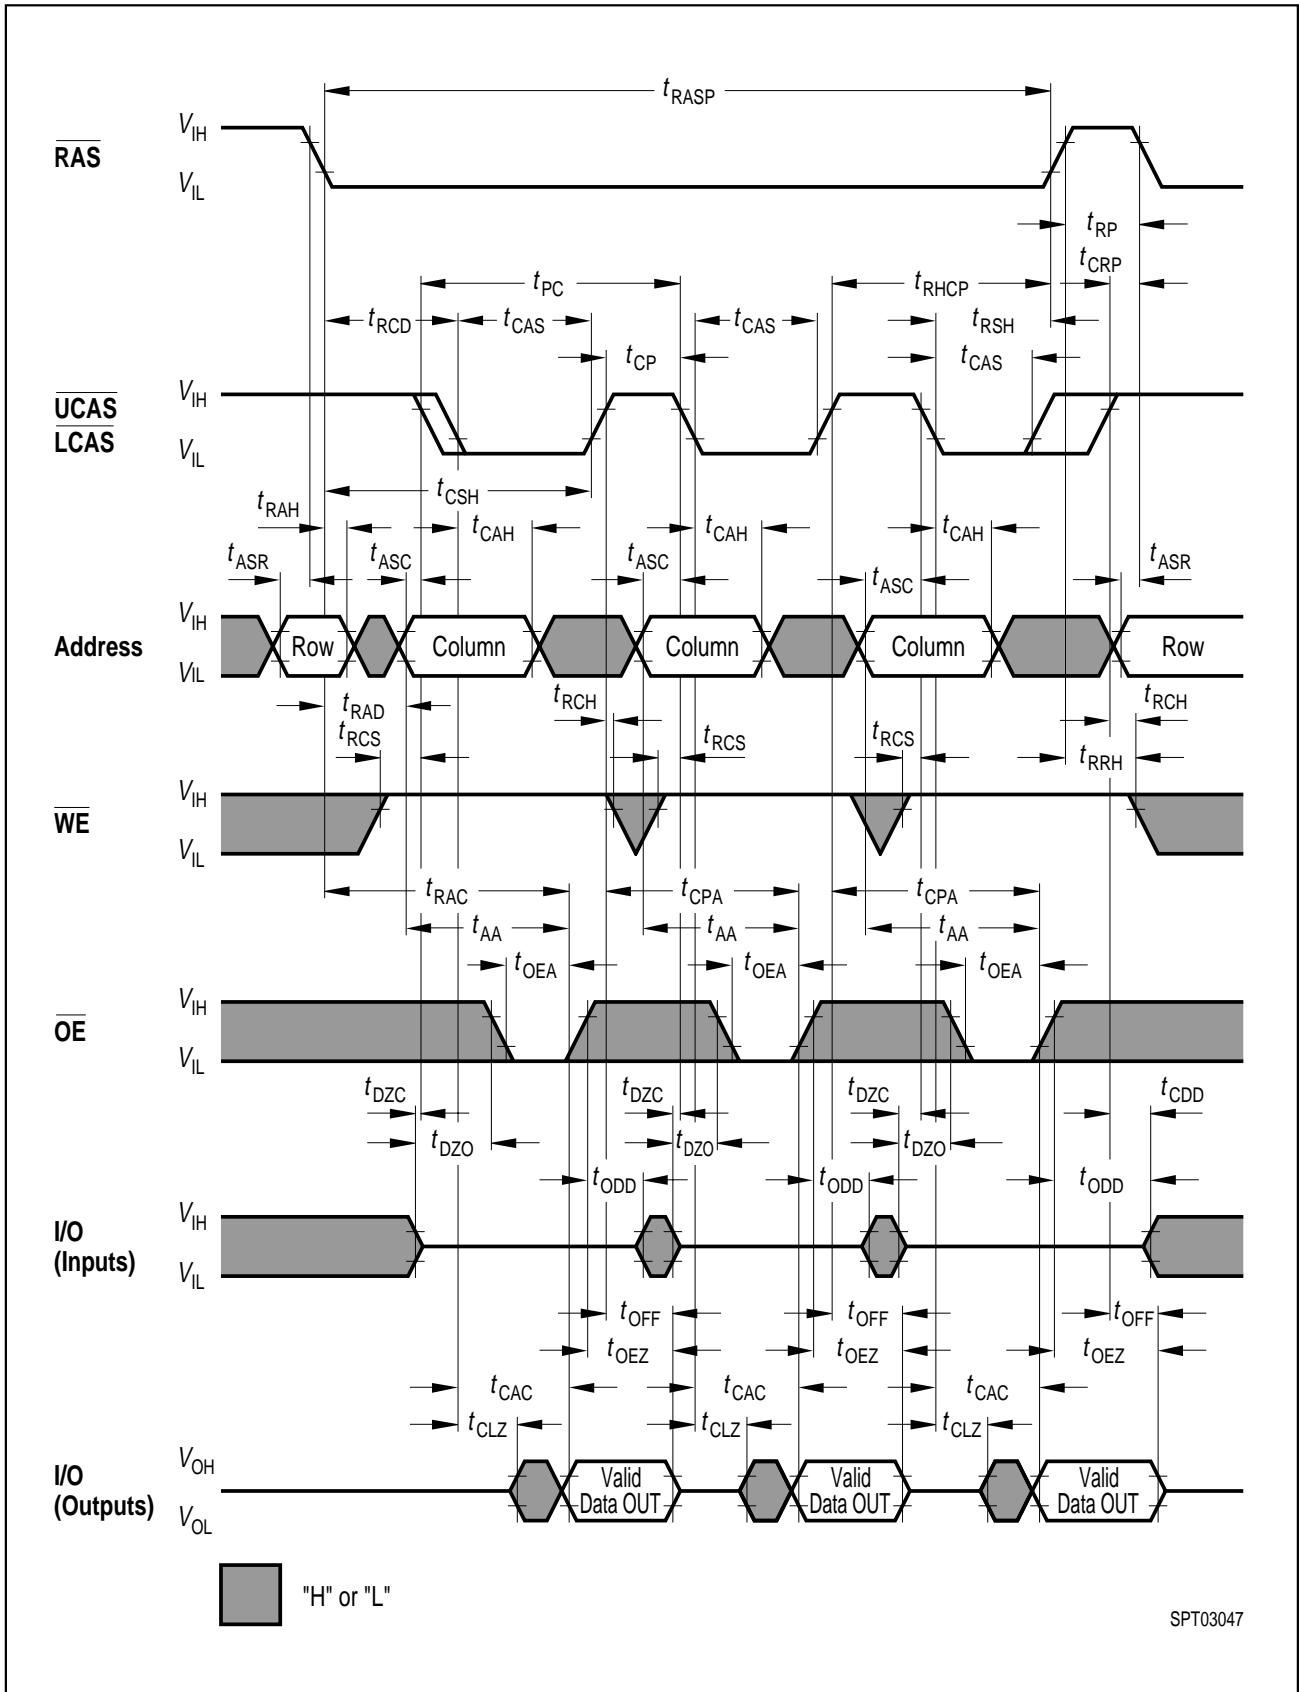 tRASP
VIH
RAS
VIL
tRP
tCRP
tPC
tRHCP
tRCD
tCAS
tCAS
tRSH
tCP
tCAS
VIH
UCAS
LCAS
VIL
tCSH
tRAH
tCAH
tCAH
tCAH
tASR
tASC
tASC
tASC
tASR
VIH
Address
Row
Column
Column
Column
Row
VIL
tRAD
tRCH
tRCH
tRCS
tRCS
tRCS
tRRH
VIH
WE
VIL
tRAC
tCPA
tCPA
tAA
tAA
tAA
tOEA
tOEA
tOEA
VIH
OE
VIL
tDZC
tDZC
tDZC
tCDD
tDZO
tDZO
tDZO
tODD
tODD
tODD
VIH
I/O
(Inputs)
VIL
tOFF
tOFF
tOFF
tOEZ
tOEZ
tOEZ
tCAC
tCAC
tCAC
tCLZ
tCLZ
tCLZ
VOH
I/O
(Outputs)
VOL
Valid
Data OUT
Valid
Data OUT
Valid
Data OUT
"H" or "L"
SPT03047